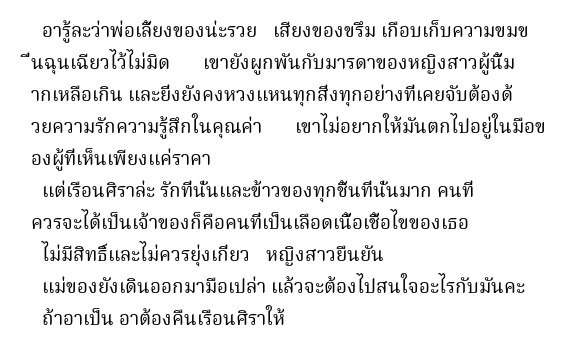 อารู้ละว่าพ่อเลี้ยงของน่ะรวย เสียงของขรึม เกือบเก็บความขมข
ื่นฉุนเฉียวไว้ไม่มิด เขายังผูกพันกับมารดาของหญิงสาวผู้นี้ม
ากเหลือเกิน และยียังคงหวงแหนทุกสิ่งทุกอย่างที่เคยจับต้องด้
วยความรักความรู้สึกในคุณค่า เขาไม่อยากให้มันตกไปอยู่ในมือข
องผู้ที่เห็นเพียงแค่ราคา
แต่เรือนศิราล่ะ รักที่นั่นและข้าวของทุกชิ้นที่นั่นมาก คนที่
ควรจะได้เป็นเจ้าของก็คือคนที่เป็นเลือดเนื้อเชื้อไขของเธอ
ไม่มีสิทธิ์และไม่ควรยุ่งเกี่ยว หญิงสาวยืนยัน
แม่ของยังเดินออกมามือเปล่า แล้วจะต้องไปสนใจอะไรกับมันคะ
ถ้าอาเป็น อาต้องคืนเรือนศิราให้